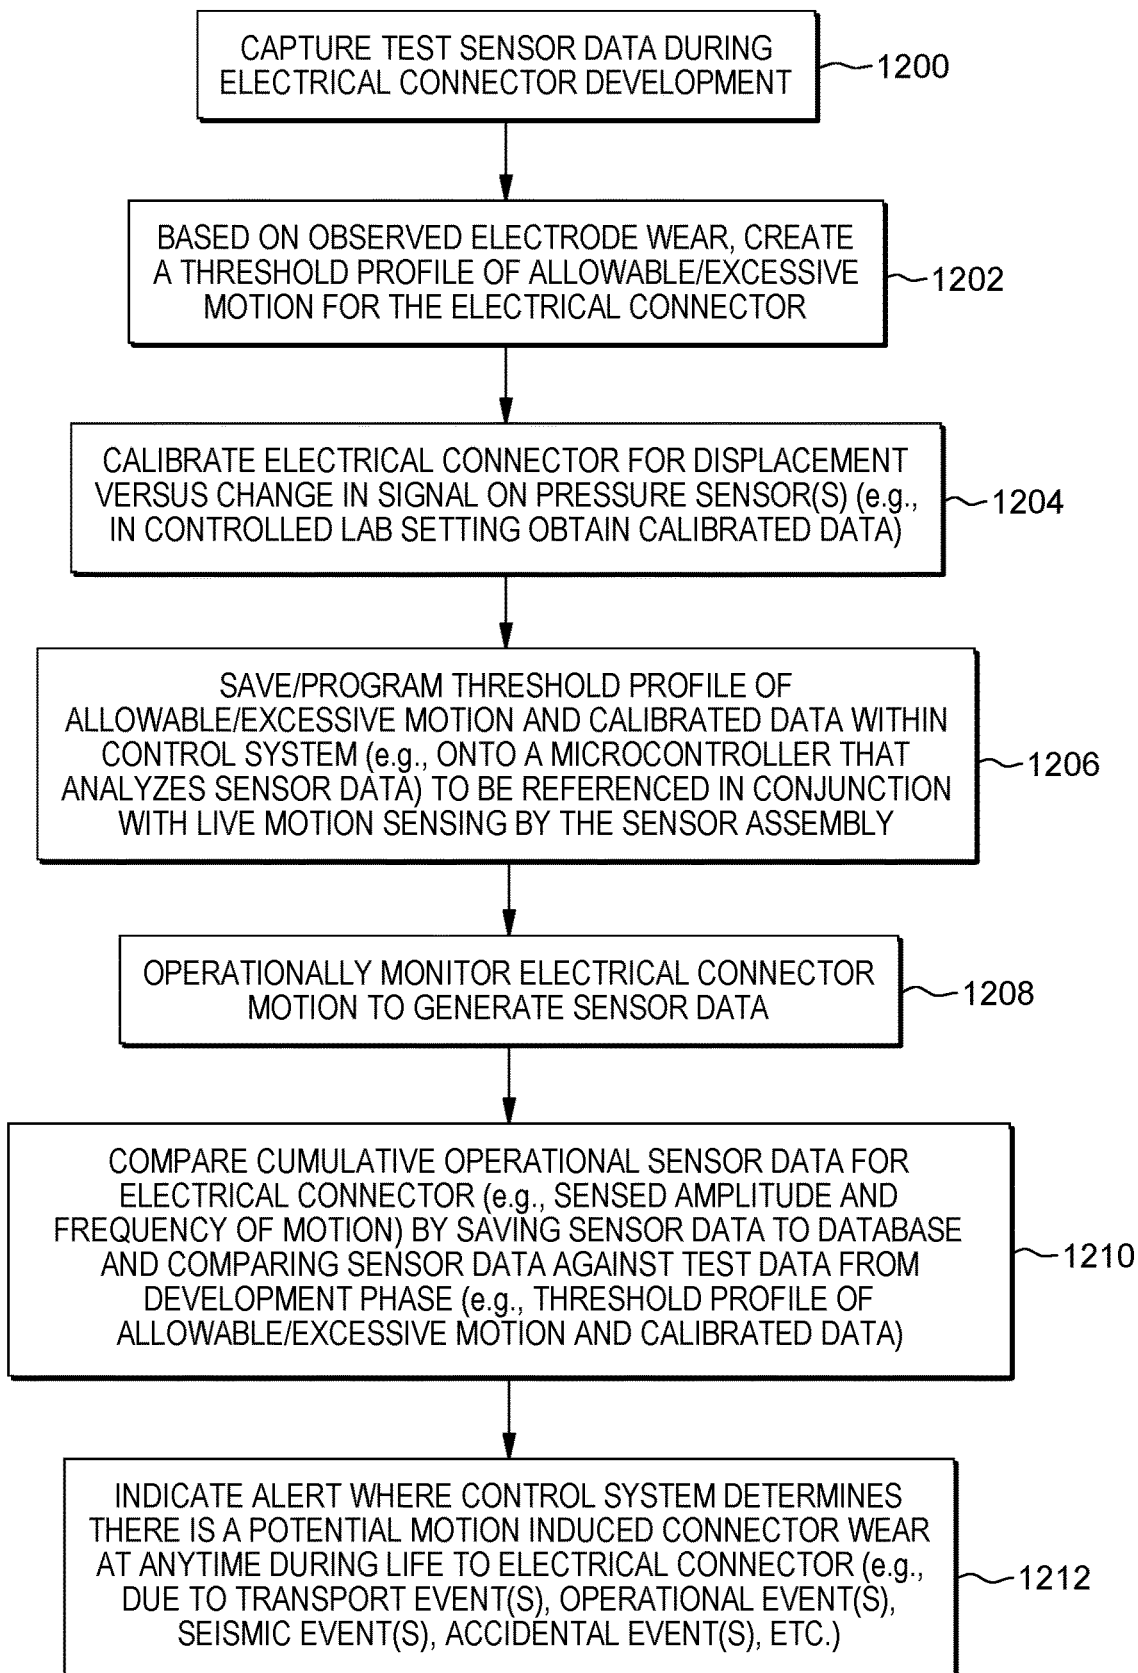 CAPTURE TEST SENSOR DATA DURING
ELECTRICAL CONNECTOR DEVELOPMENT
1200
BASED ON OBSERVED ELECTRODE WEAR, CREATE
A THRESHOLD PROFILE OF ALLOWABLE/EXCESSIVE
MOTION FOR THE ELECTRICAL CONNECTOR
1202
CALIBRATE ELECTRICAL CONNECTOR FOR DISPLACEMENT
VERSUS CHANGE IN SIGNAL ON PRESSURE SENSOR(S) (e.g.,
IN CONTROLLED LAB SETTING OBTAIN CALIBRATED DATA)
1204
SAVE/PROGRAM THRESHOLD PROFILE OF
ALLOWABLE/EXCESSIVE MOTION AND CALIBRATED DATA WITHIN
CONTROL SYSTEM (e.g., ONTO A MICROCONTROLLER THAT
ANALYZES SENSOR DATA) TO BE REFERENCED IN CONJUNCTION
WITH LIVE MOTION SENSING BY THE SENSOR ASSEMBLY
1206
OPERATIONALLY MONITOR ELECTRICAL CONNECTOR
MOTION TO GENERATE SENSOR DATA
1208
COMPARE CUMULATIVE OPERATIONAL SENSOR DATA FOR
ELECTRICAL CONNECTOR (e.g., SENSED AMPLITUDE AND
FREQUENCY OF MOTION) BY SAVING SENSOR DATA TO DATABASE
AND COMPARING SENSOR DATA AGAINST TEST DATA FROM
DEVELOPMENT PHASE (e.g., THRESHOLD PROFILE OF
ALLOWABLE/EXCESSIVE MOTION AND CALIBRATED DATA)
1210
INDICATE ALERT WHERE CONTROL SYSTEM DETERMINES
THERE IS A POTENTIAL MOTION INDUCED CONNECTOR WEAR
AT ANYTIME DURING LIFE TO ELECTRICAL CONNECTOR (e.g.,
DUE TO TRANSPORT EVENT(S), OPERATIONAL EVENT(S),
SEISMIC EVENT(S), ACCIDENTAL EVENT(S), ETC.)
1212